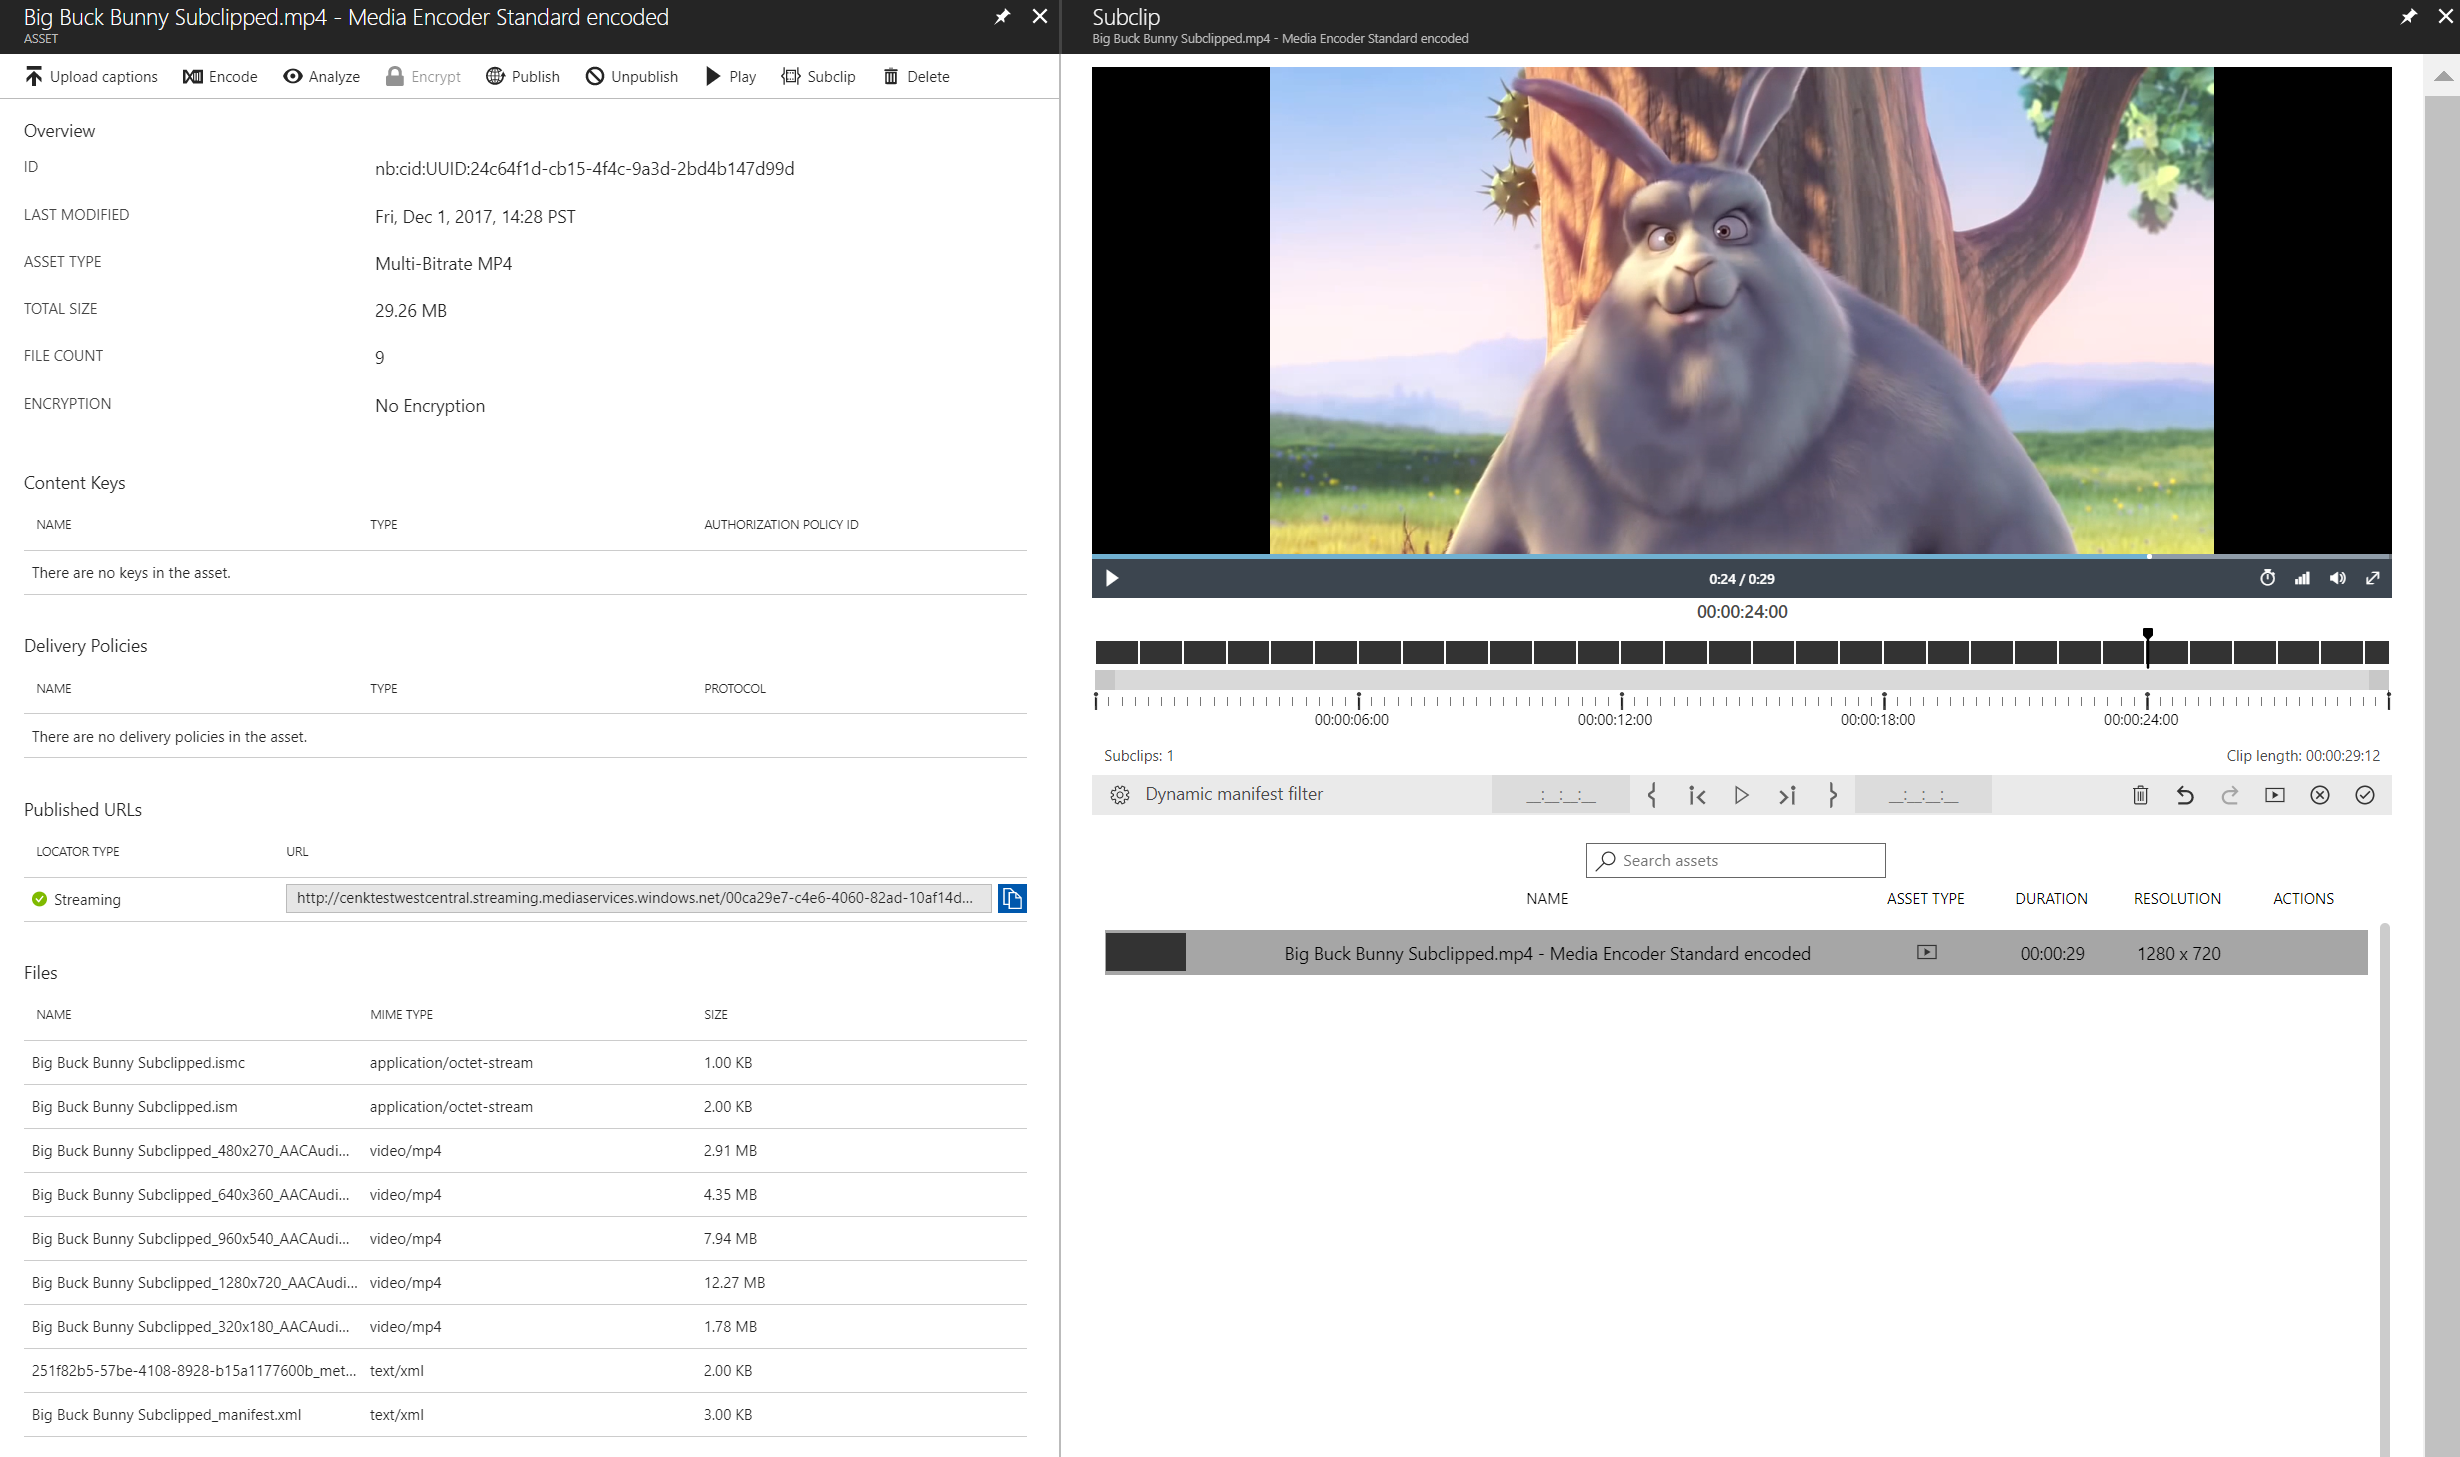 Big Buck Bunny Subclipped.mp4 - Media Encoder Standard encoded
ASSET
Upload captions Encode Analyze Encrypt Publish Unpublish Play Subclip Delete
Overview
ID nb:cid:UUID:24c64f1d-cb15-4f4c-9a3d-2bd4b147d99d
LAST MODIFIED Fri, Dec 1, 2017, 14:28 PST
ASSET TYPE Multi-Bitrate MP4
TOTAL SIZE 29.26 MB
FILE COUNT 9
ENCRYPTION No Encryption
Content Keys
NAME TYPE AUTHORIZATION POLICY ID
There are no keys in the asset.
Delivery Policies
NAME TYPE PROTOCOL
There are no delivery policies in the asset.
Published URLs
LOCATOR TYPE URL
Streaming http://cenktestwestcentral.streaming.mediaservices.windows.net/00ca29e7-c4e6-4060-82ad-10af14d...
Files
NAME MIME TYPE SIZE
Big Buck Bunny Subclipped.ismc application/octet-stream 1.00 KB
Big Buck Bunny Subclipped.ism application/octet-stream 2.00 KB
Big Buck Bunny Subclipped_480x270_AACAudi... video/mp4 2.91 MB
Big Buck Bunny Subclipped_640x360_AACAudi... video/mp4 4.35 MB
Big Buck Bunny Subclipped_960x540_AACAudi... video/mp4 7.94 MB
Big Buck Bunny Subclipped_1280x720_AACAudi... video/mp4 12.27 MB
Big Buck Bunny Subclipped_320x180_AACAudi... video/mp4 1.78 MB
251f82b5-57be-4108-8928-b15a1177600b_met... text/xml 2.00 KB
Big Buck Bunny Subclipped_manifest.xml text/xml 3.00 KB
Subclip
Big Buck Bunny Subclipped.mp4 - Media Encoder Standard encoded
0:24 / 0:29
00:00:24:00
00:00:06:00 00:00:12:00 00:00:18:00 00:00:24:00
Subclips: 1 Clip length: 00:00:29:12
Dynamic manifest filter __:__:__:__ __:__:__:__
Search assets
NAME ASSET TYPE DURATION RESOLUTION ACTIONS
Big Buck Bunny Subclipped.mp4 - Media Encoder Standard encoded 00:00:29 1280 x 720